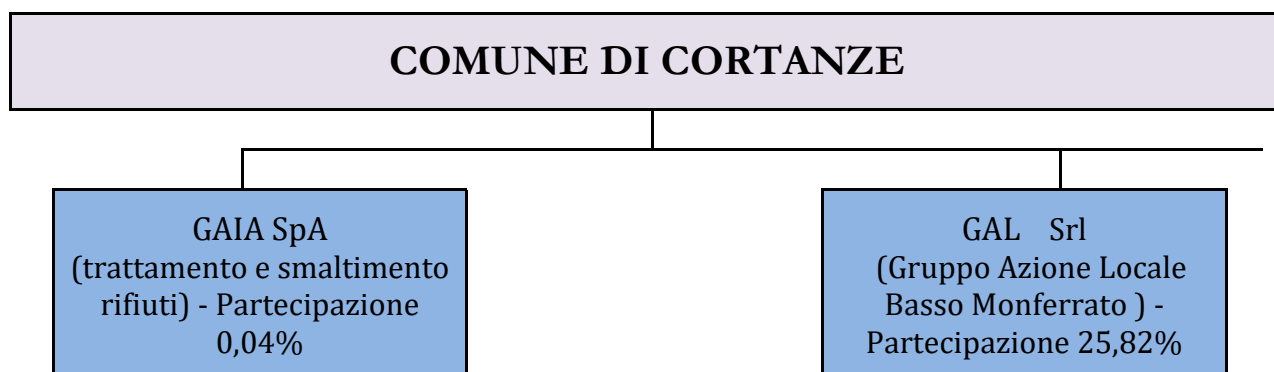 COMUNE DI CORTANZE
GAIA SpA
(trattamento e smaltimento
rifiuti) - Partecipazione
0,04%
GAL Srl
(Gruppo Azione Locale
Basso Monferrato ) -
Partecipazione 25,82%